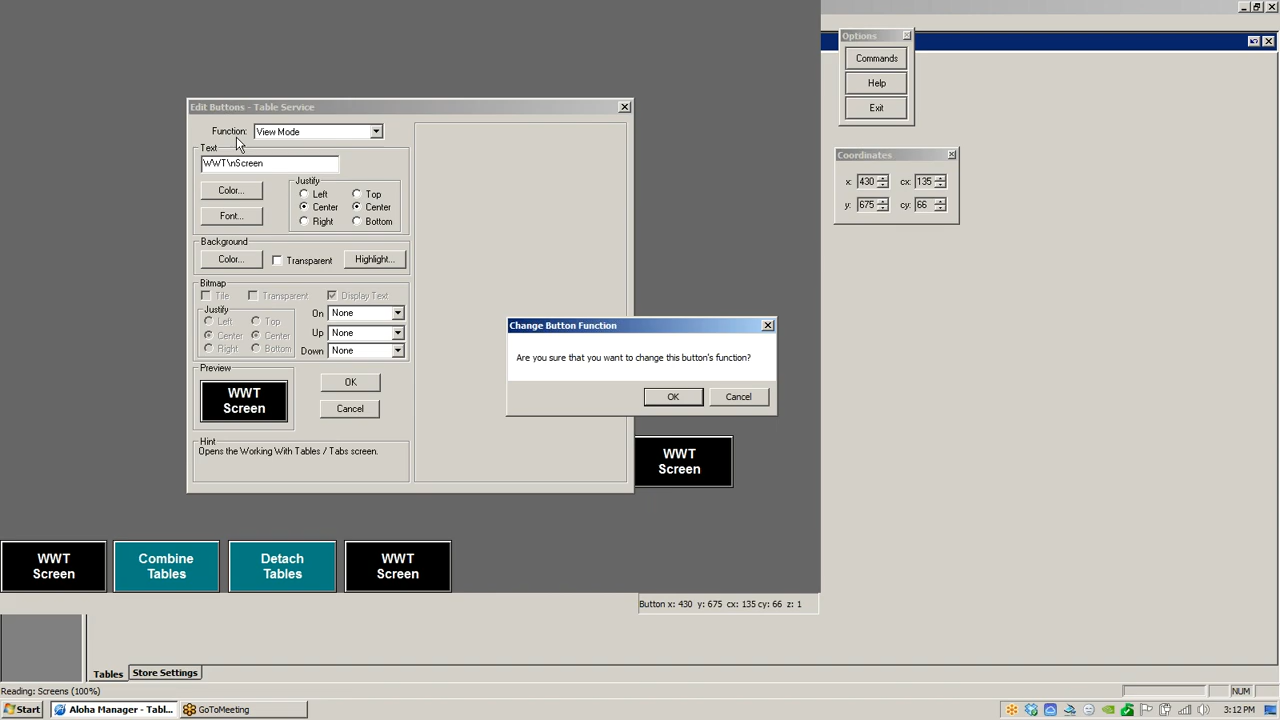 Options
Commands
Help
Exit
Edit Buttons - Table Service
Function: View Mode
Text
WWT\nScreen
Color...
Font...
Justify
Left Top
Center Center
Right Bottom
Background
Color... Transparent Highlight...
Bitmap
Tile Transparent Display Text
Justify
Left Top
Center Center
Right Bottom
On None
Up None
Down None
Preview
WWT
Screen
OK
Cancel
Hint
Opens the Working With Tables / Tabs screen.
Coordinates
x: 430 cx: 135
y: 675 cy: 66
Change Button Function
Are you sure that you want to change this button's function?
OK Cancel
WWT
Screen
WWT
Screen
Combine
Tables
Detach
Tables
WWT
Screen
Button x: 430 y: 675 cx: 135 cy: 66 z: 1
Tables Store Settings
Reading: Screens (100%)
NUM
Start Aloha Manager - Tabl... GoToMeeting 3:12 PM